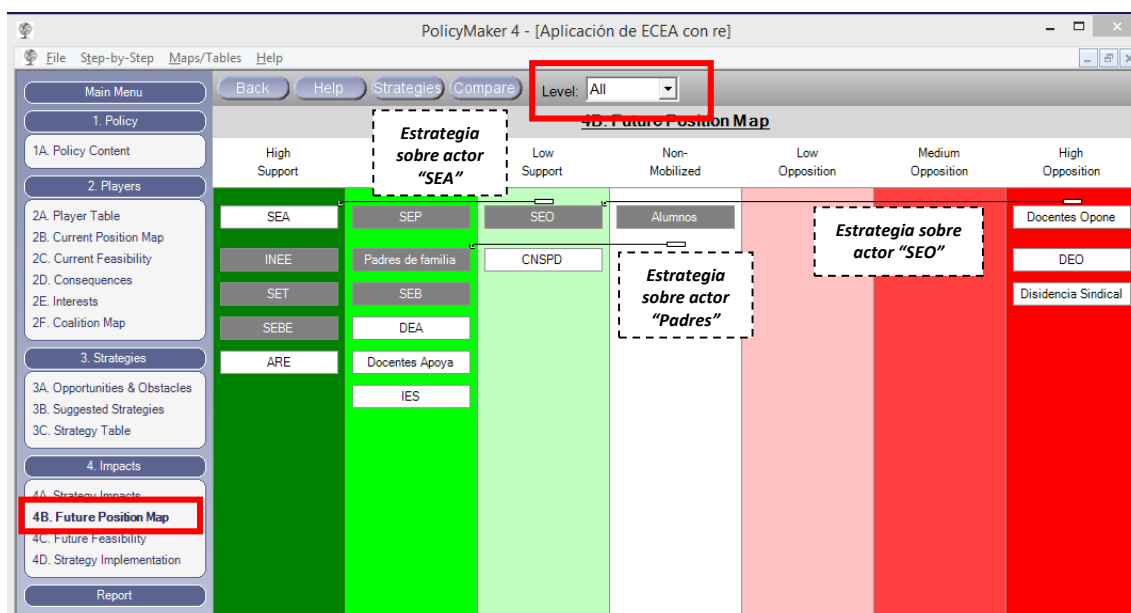 PolicyMaker 4 - [Aplicación de ECEA con re]
File Step-by-Step Maps/Tables Help
Main Menu
1. Policy
1A. Policy Content
2. Players
2A. Player Table
2B. Current Position Map
2C. Current Feasibility
2D. Consequences
2E. Interests
2F. Coalition Map
3. Strategies
3A. Opportunities & Obstacles
3B. Suggested Strategies
3C. Strategy Table
4. Impacts
4A. Strategy Impacts
4B. Future Position Map
4C. Future Feasibility
4D. Strategy Implementation
Report
Back Help Strategies Compare Level: All
4B. Future Position Map
High
Support
Low
Support
Non-
Mobilized
Low
Opposition
Medium
Opposition
High
Opposition
Estrategia
sobre actor
“SEA”
SEA SEP SEO Alumnos Docentes Opone
INEE Padres de familia CNSPD DEO
SET SEB Disidencia Sindical
SEBE DEA
ARE Docentes Apoya
IES
Estrategia
sobre actor
“Padres”
Estrategia sobre
actor “SEO”